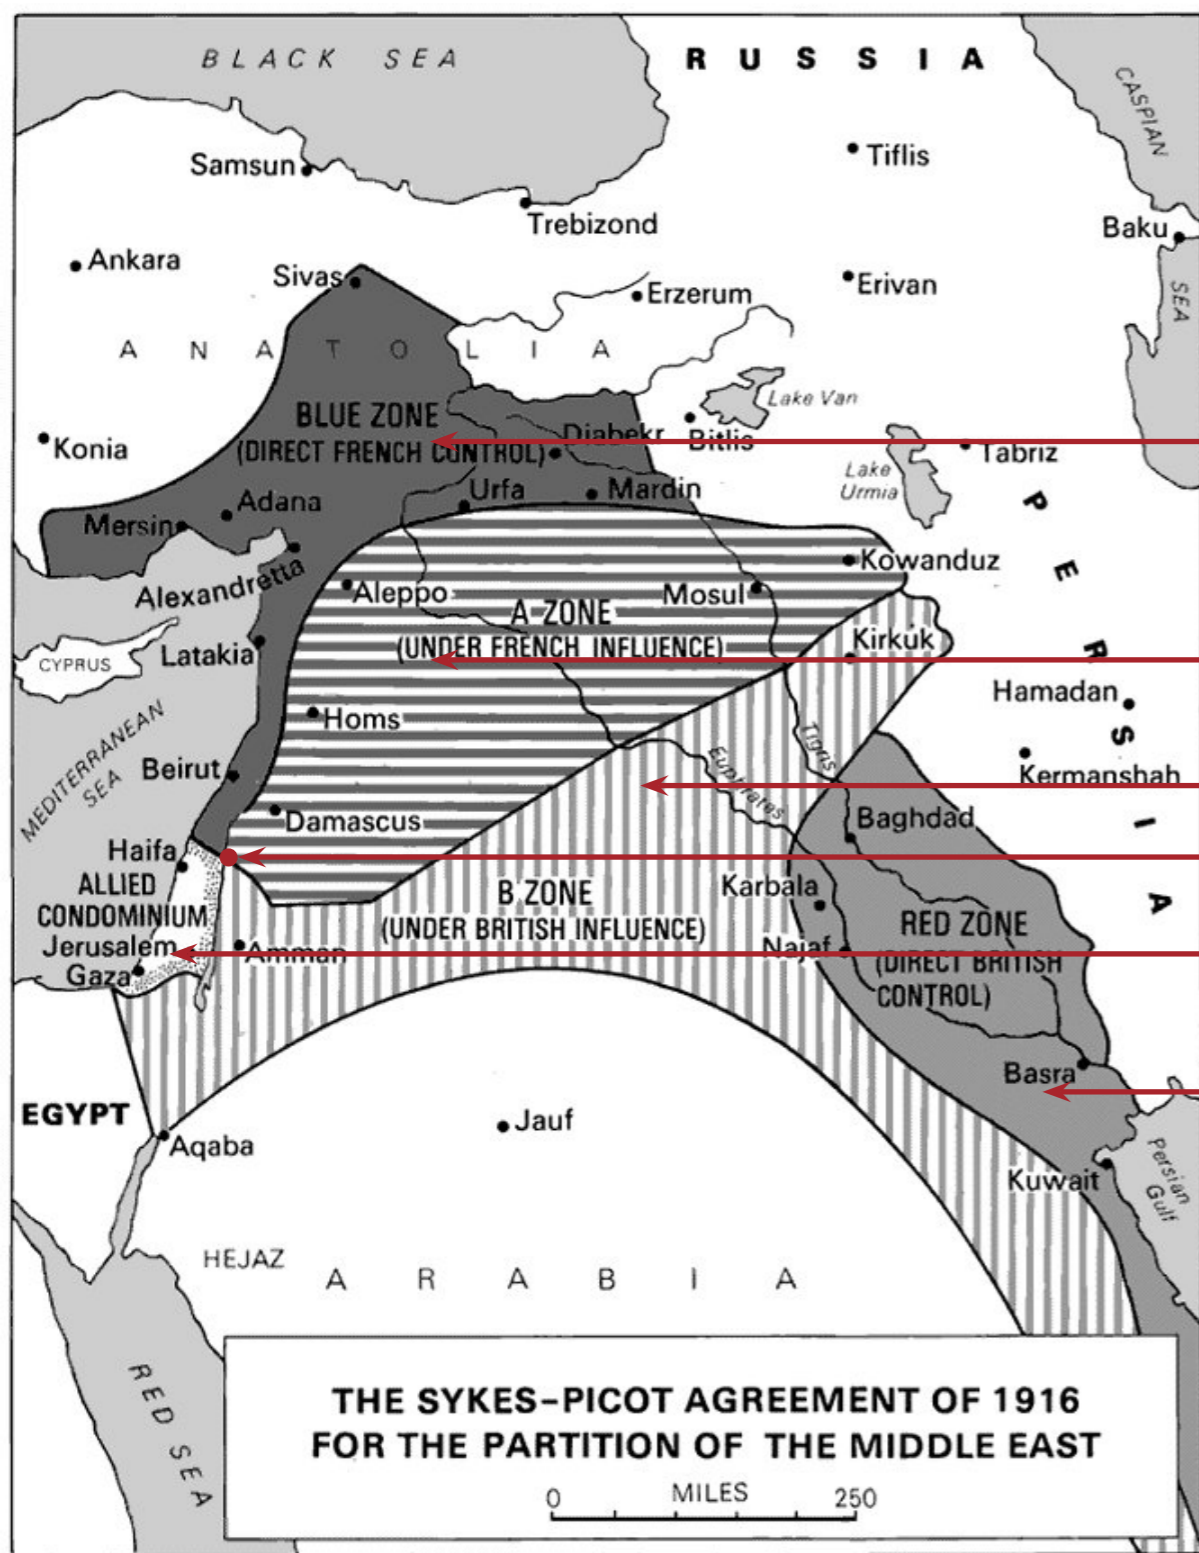 BLACK SEA
RUSSIA
CASPIAN
SEA
Samsun
Tiflis
Trebizond
Baku
Ankara
Sivas
Erzerum
Erivan
ANATOLIA
Lake Van
BLUE ZONE
(DIRECT FRENCH CONTROL)
Diabekr
Bitlis
Konia
Tabriz
Lake
Urmia
Urfa
Mardin
Adana
Mersin
PERSIA
Alexandretta
Aleppo
Mosul
Kowanduz
A ZONE
(UNDER FRENCH INFLUENCE)
Kirkuk
CYPRUS
Latakia
Hamadan
Homs
MEDITERRANEAN
SEA
Tigris
Euphrates
Beirut
Kermanshah
Damascus
Baghdad
Haifa
ALLIED
CONDOMINIUM
B ZONE
(UNDER BRITISH INFLUENCE)
Karbala
RED ZONE
(DIRECT BRITISH
CONTROL)
Jerusalem
Amman
Najaf
Gaza
Basra
EGYPT
Jauf
Aqaba
Kuwait
Persian
Gulf
HEJAZ
ARABIA
RED SEA
THE SYKES-PICOT AGREEMENT OF 1916
FOR THE PARTITION OF THE MIDDLE EAST
MILES
0 250